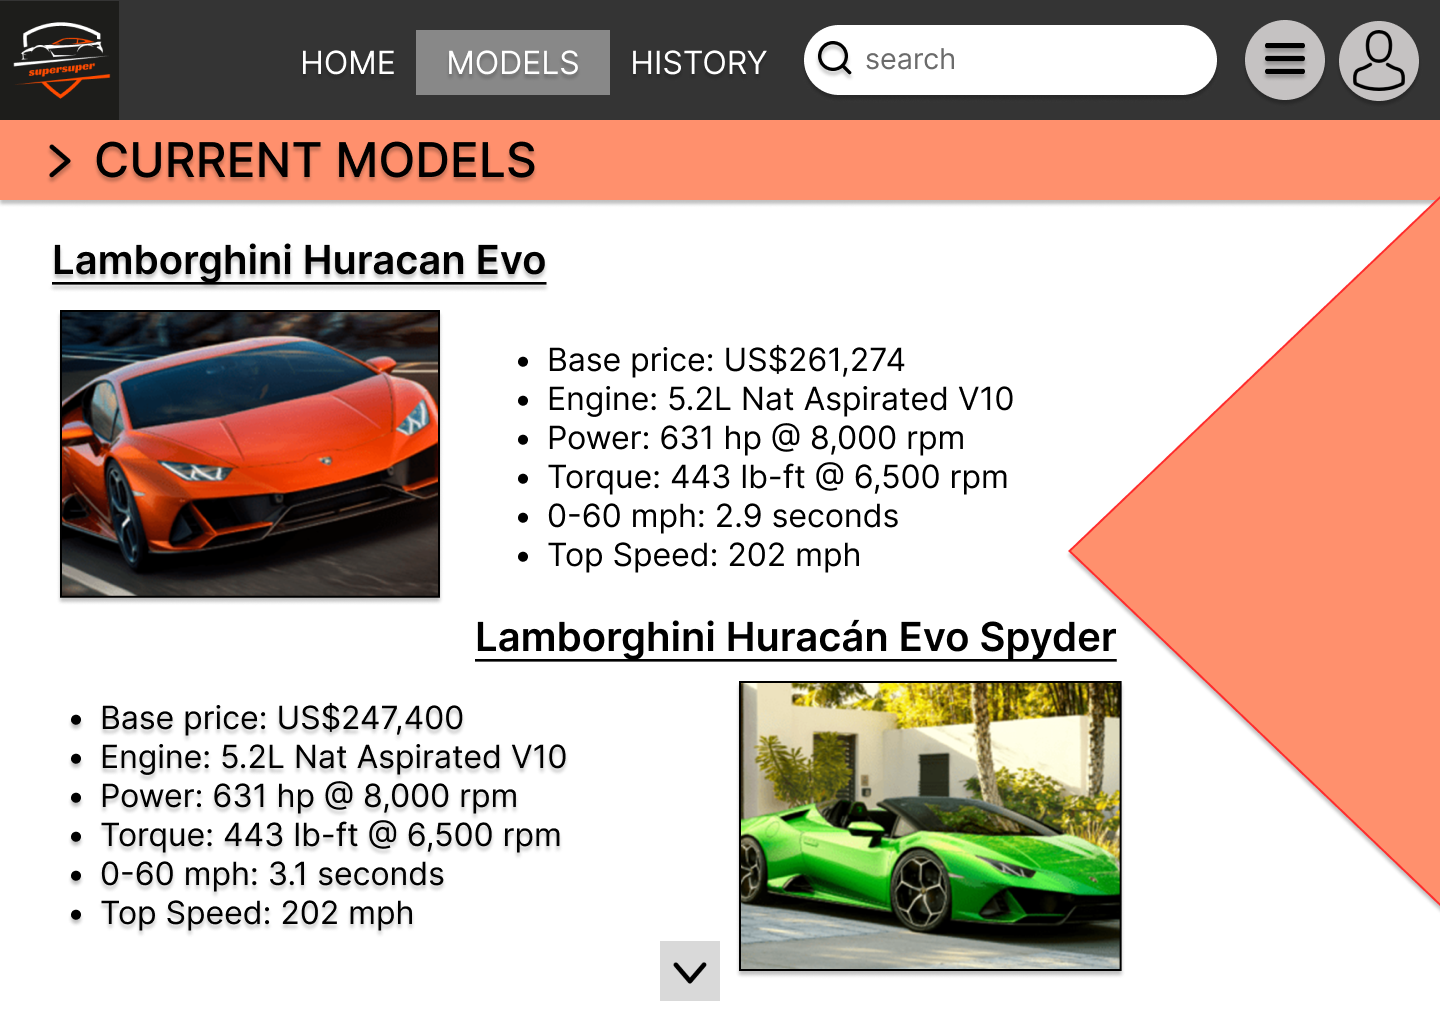 supersuper
HOME MODELS HISTORY search
> CURRENT MODELS
Lamborghini Huracan Evo
• Base price: US$261,274
• Engine: 5.2L Nat Aspirated V10
• Power: 631 hp @ 8,000 rpm
• Torque: 443 lb-ft @ 6,500 rpm
• 0-60 mph: 2.9 seconds
• Top Speed: 202 mph
Lamborghini Huracán Evo Spyder
• Base price: US$247,400
• Engine: 5.2L Nat Aspirated V10
• Power: 631 hp @ 8,000 rpm
• Torque: 443 lb-ft @ 6,500 rpm
• 0-60 mph: 3.1 seconds
• Top Speed: 202 mph